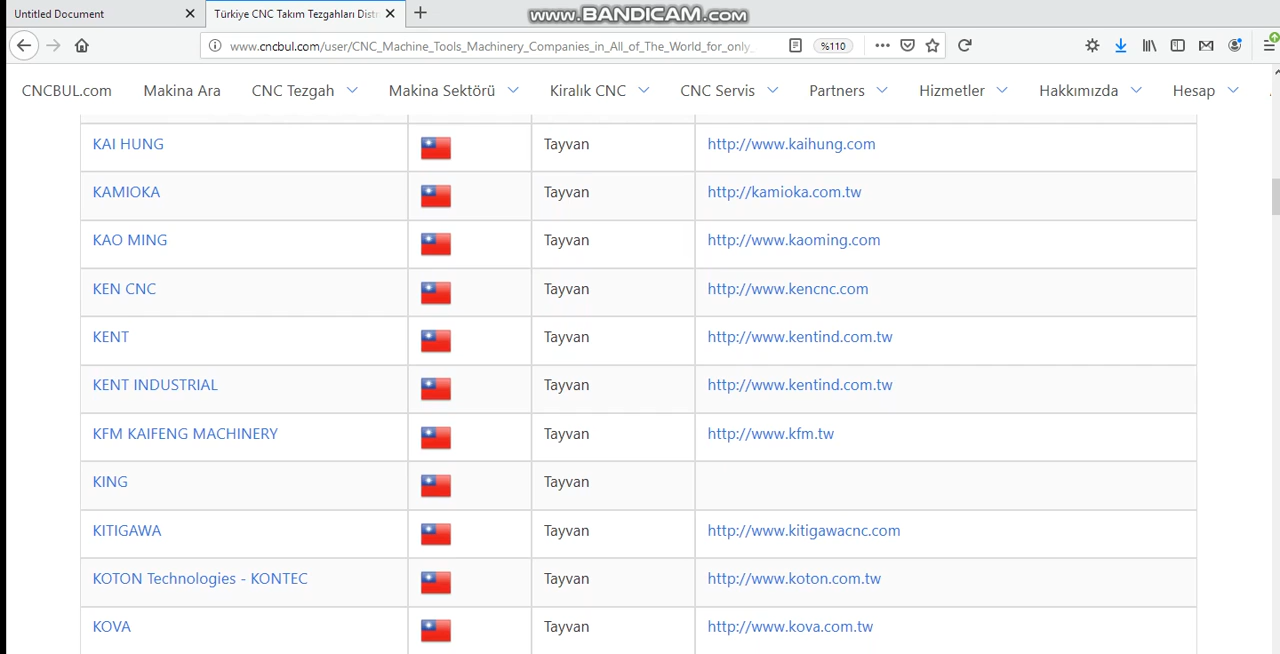 Untitled Document
Türkiye CNC Takım Tezgahları Distr
www.BANDICAM.com
www.cncbul.com/user/CNC_Machine_Tools_Machinery_Companies_in_All_of_The_World_for_only_
%110
CNCBUL.com Makina Ara CNC Tezgah Makina Sektörü Kiralık CNC CNC Servis Partners Hizmetler Hakkımızda Hesap
KAI HUNG Tayvan http://www.kaihung.com
KAMIOKA Tayvan http://kamioka.com.tw
KAO MING Tayvan http://www.kaoming.com
KEN CNC Tayvan http://www.kencnc.com
KENT Tayvan http://www.kentind.com.tw
KENT INDUSTRIAL Tayvan http://www.kentind.com.tw
KFM KAIFENG MACHINERY Tayvan http://www.kfm.tw
KING Tayvan
KITIGAWA Tayvan http://www.kitigawacnc.com
KOTON Technologies - KONTEC Tayvan http://www.koton.com.tw
KOVA Tayvan http://www.kova.com.tw